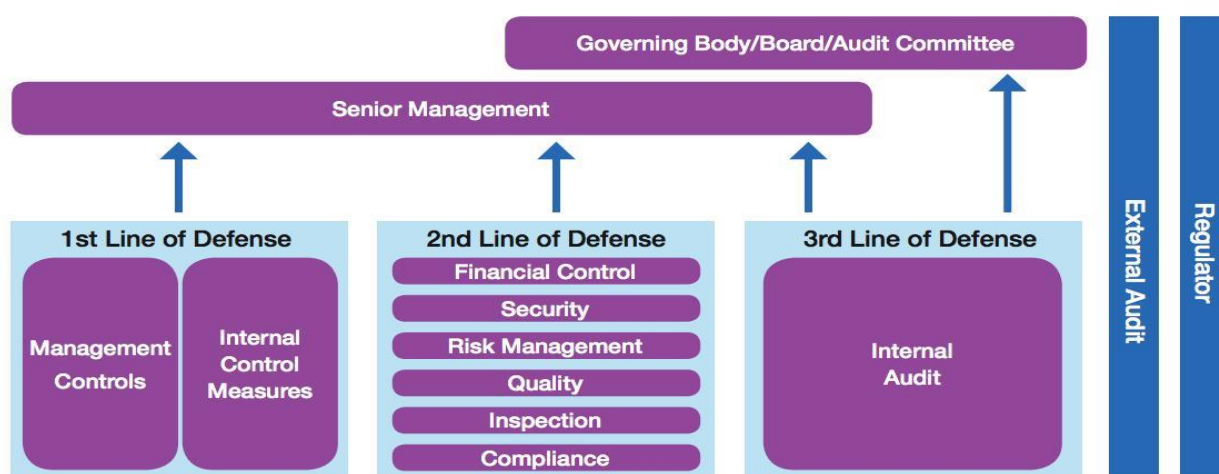 Governing Body/Board/Audit Committee
Senior Management
1st Line of Defense
Management
Controls
Internal
Control
Measures
2nd Line of Defense
Financial Control
Security
Risk Management
Quality
Inspection
Compliance
3rd Line of Defense
Internal
Audit
External Audit
Regulator